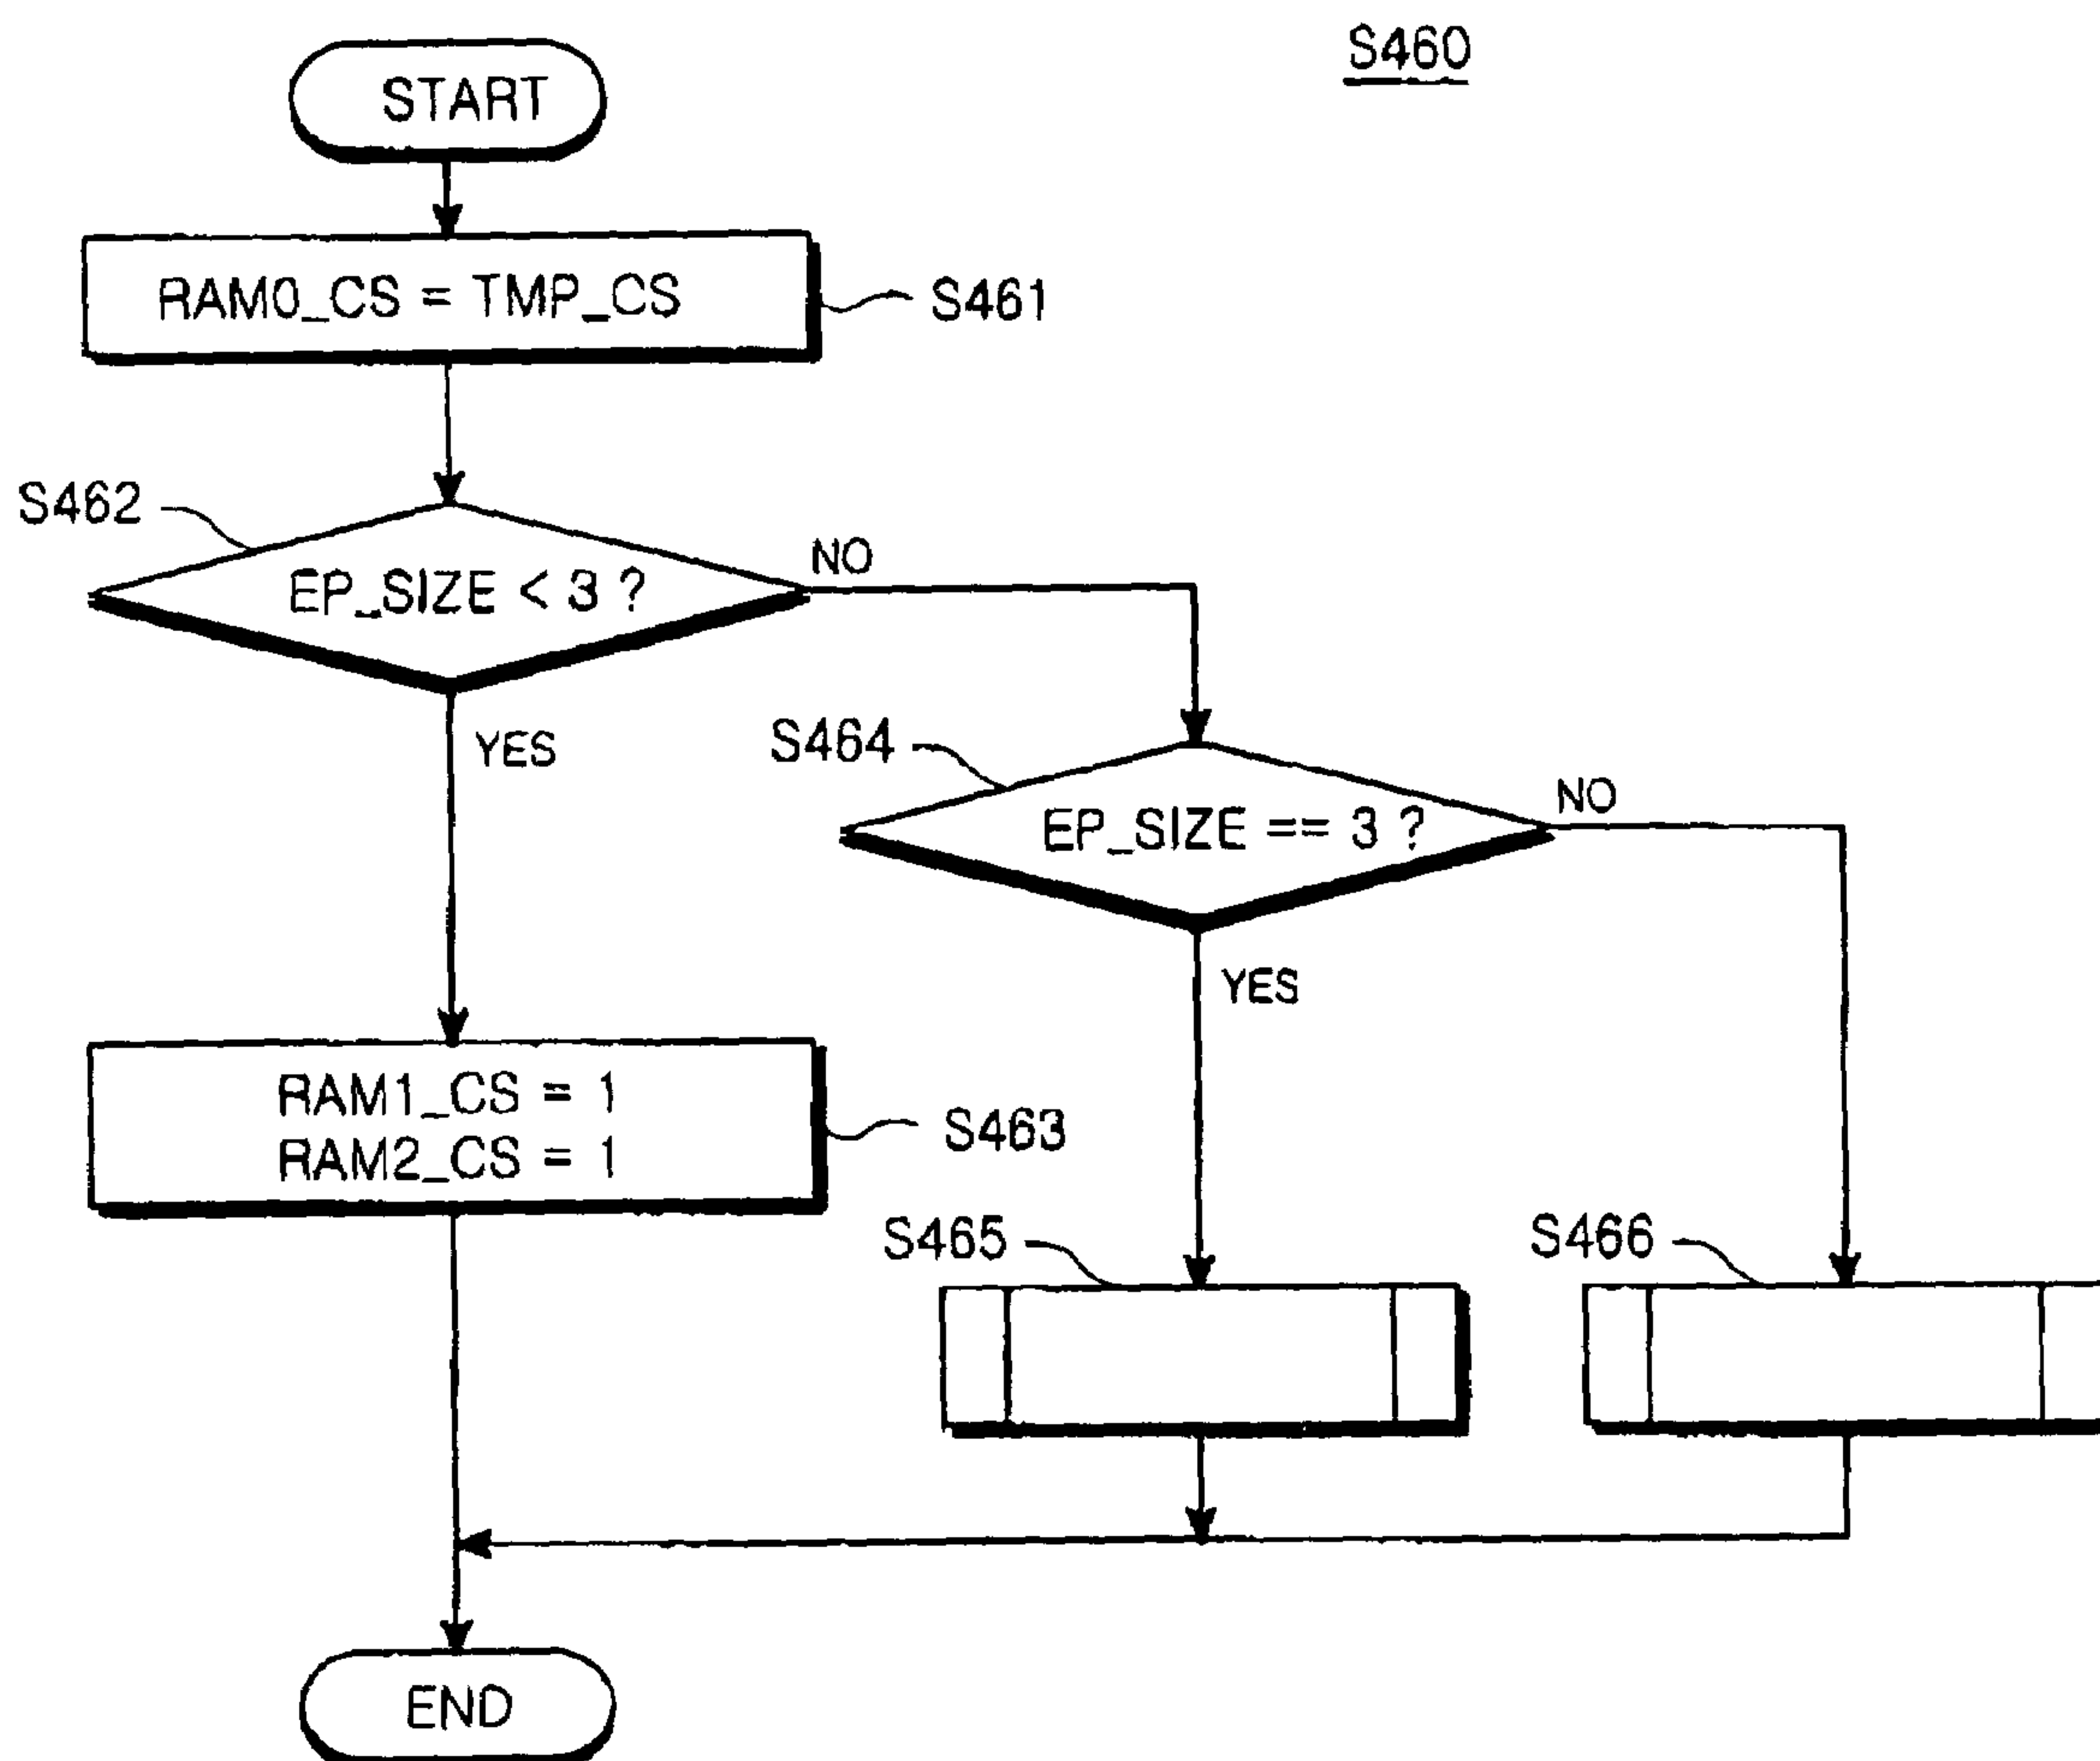 S460
START
RAM0_CS = TMP_CS
S461
S462
EP_SIZE < 3 ?
NO
YES
S464
EP_SIZE == 3 ?
NO
YES
RAM1_CS = 1
RAM2_CS = 1
S463
S465
S466
END